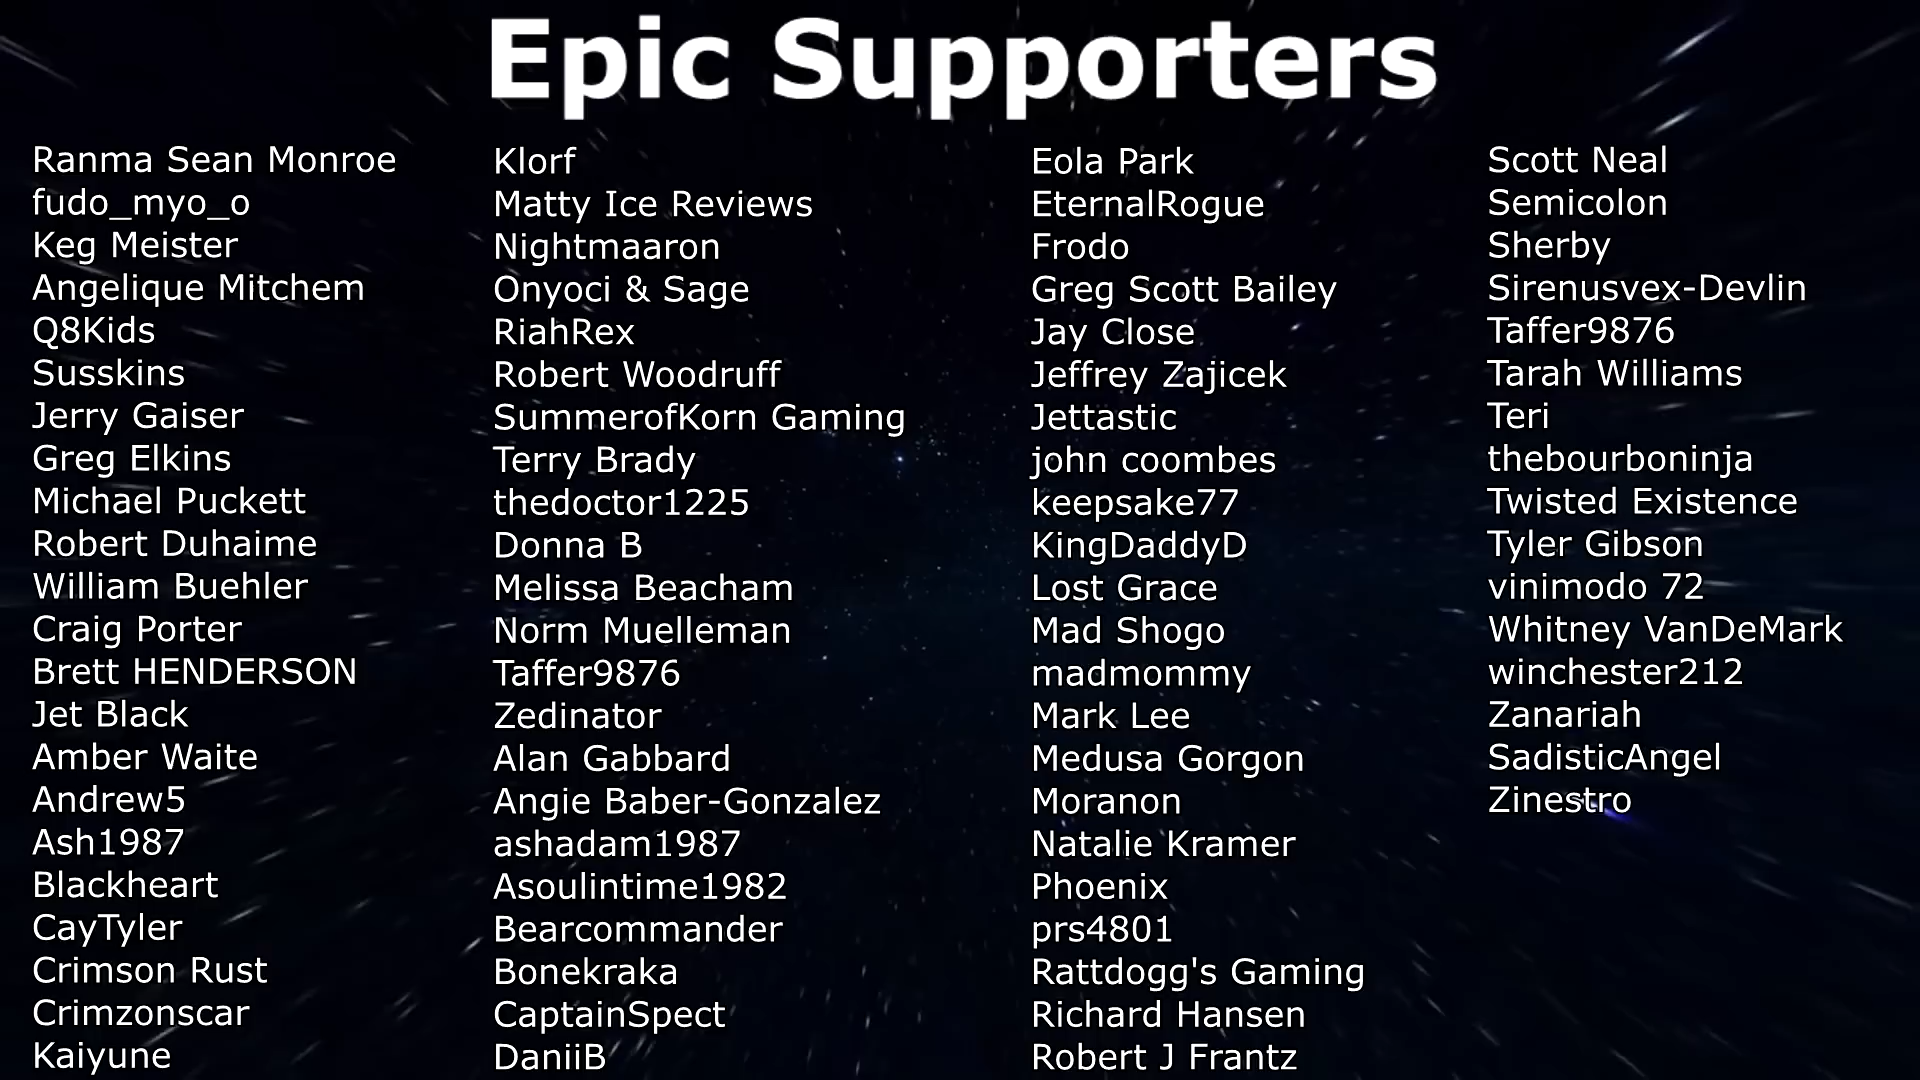 Epic Supporters
Ranma Sean Monroe
fudo_myo_o
Keg Meister
Angelique Mitchem
Q8Kids
Susskins
Jerry Gaiser
Greg Elkins
Michael Puckett
Robert Duhaime
William Buehler
Craig Porter
Brett HENDERSON
Jet Black
Amber Waite
Andrew5
Ash1987
Blackheart
CayTyler
Crimson Rust
Crimzonscar
Kaiyune
Klorf
Matty Ice Reviews
Nightmaaron
Onyoci & Sage
RiahRex
Robert Woodruff
SummerofKorn Gaming
Terry Brady
thedoctor1225
Donna B
Melissa Beacham
Norm Muelleman
Taffer9876
Zedinator
Alan Gabbard
Angie Baber-Gonzalez
ashadam1987
Asoulintime1982
Bearcommander
Bonekraka
CaptainSpect
DaniiB
Eola Park
EternalRogue
Frodo
Greg Scott Bailey
Jay Close
Jeffrey Zajicek
Jettastic
john coombes
keepsake77
KingDaddyD
Lost Grace
Mad Shogo
madmommy
Mark Lee
Medusa Gorgon
Moranon
Natalie Kramer
Phoenix
prs4801
Rattdogg's Gaming
Richard Hansen
Robert J Frantz
Scott Neal
Semicolon
Sherby
Sirenusvex-Devlin
Taffer9876
Tarah Williams
Teri
thebourboninja
Twisted Existence
Tyler Gibson
vinimodo 72
Whitney VanDeMark
winchester212
Zanariah
SadisticAngel
Zinestro